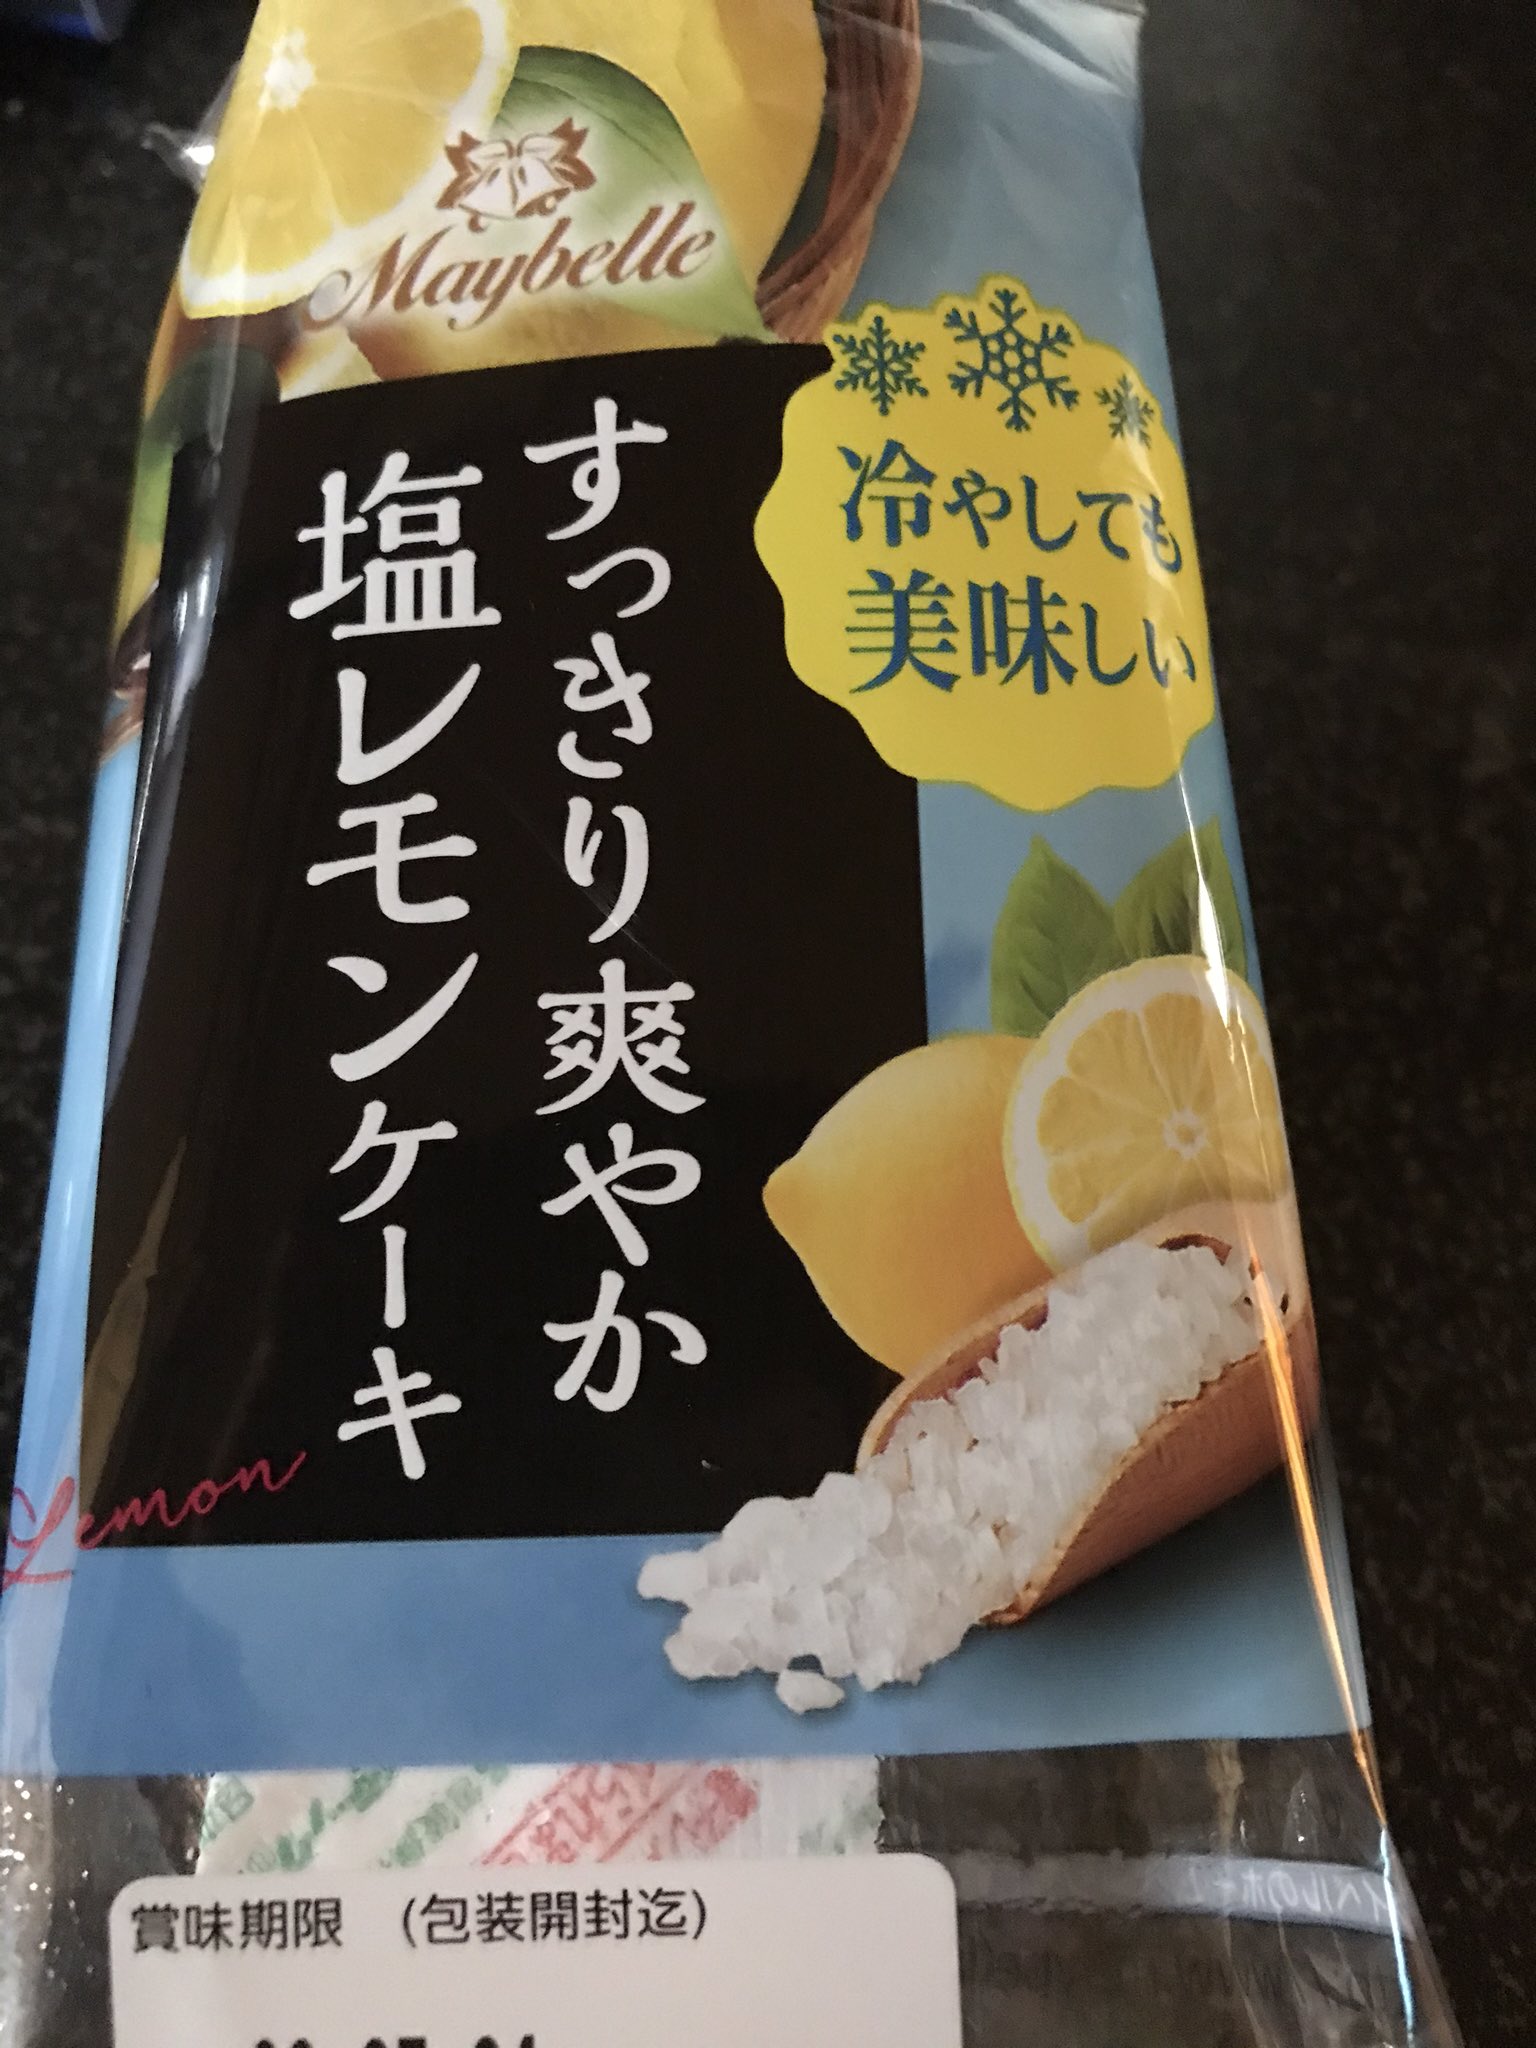 Maybelle
冷やしても
美味しい
すっきり爽やか
塩レモンケーキ
Lemon
賞味期限 (包装開封迄)